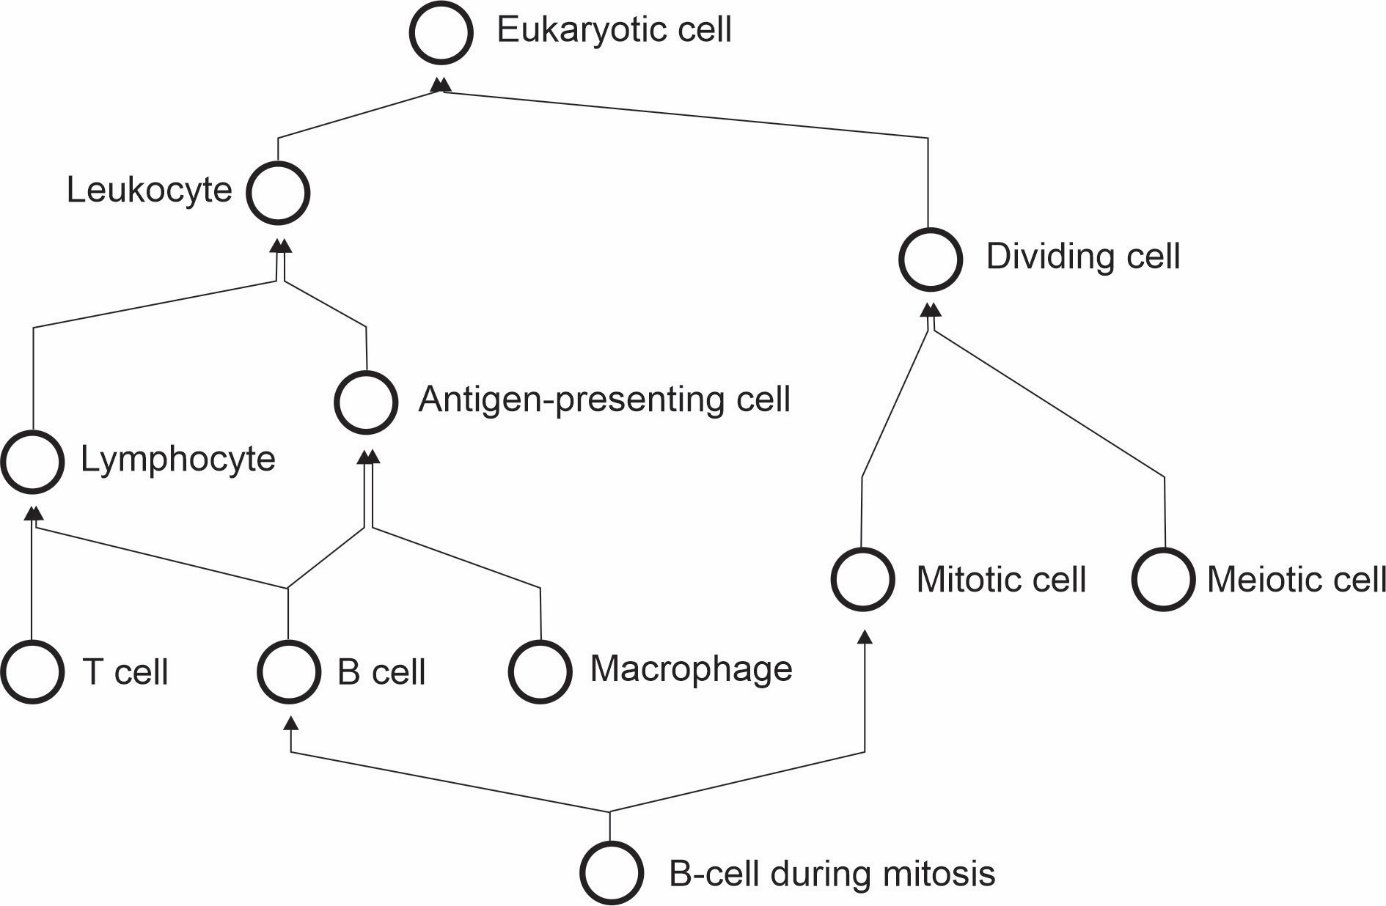 Eukaryotic cell
Leukocyte
Dividing cell
Antigen-presenting cell
Lymphocyte
Mitotic cell
Meiotic cell
T cell
B cell
Macrophage
B-cell during mitosis